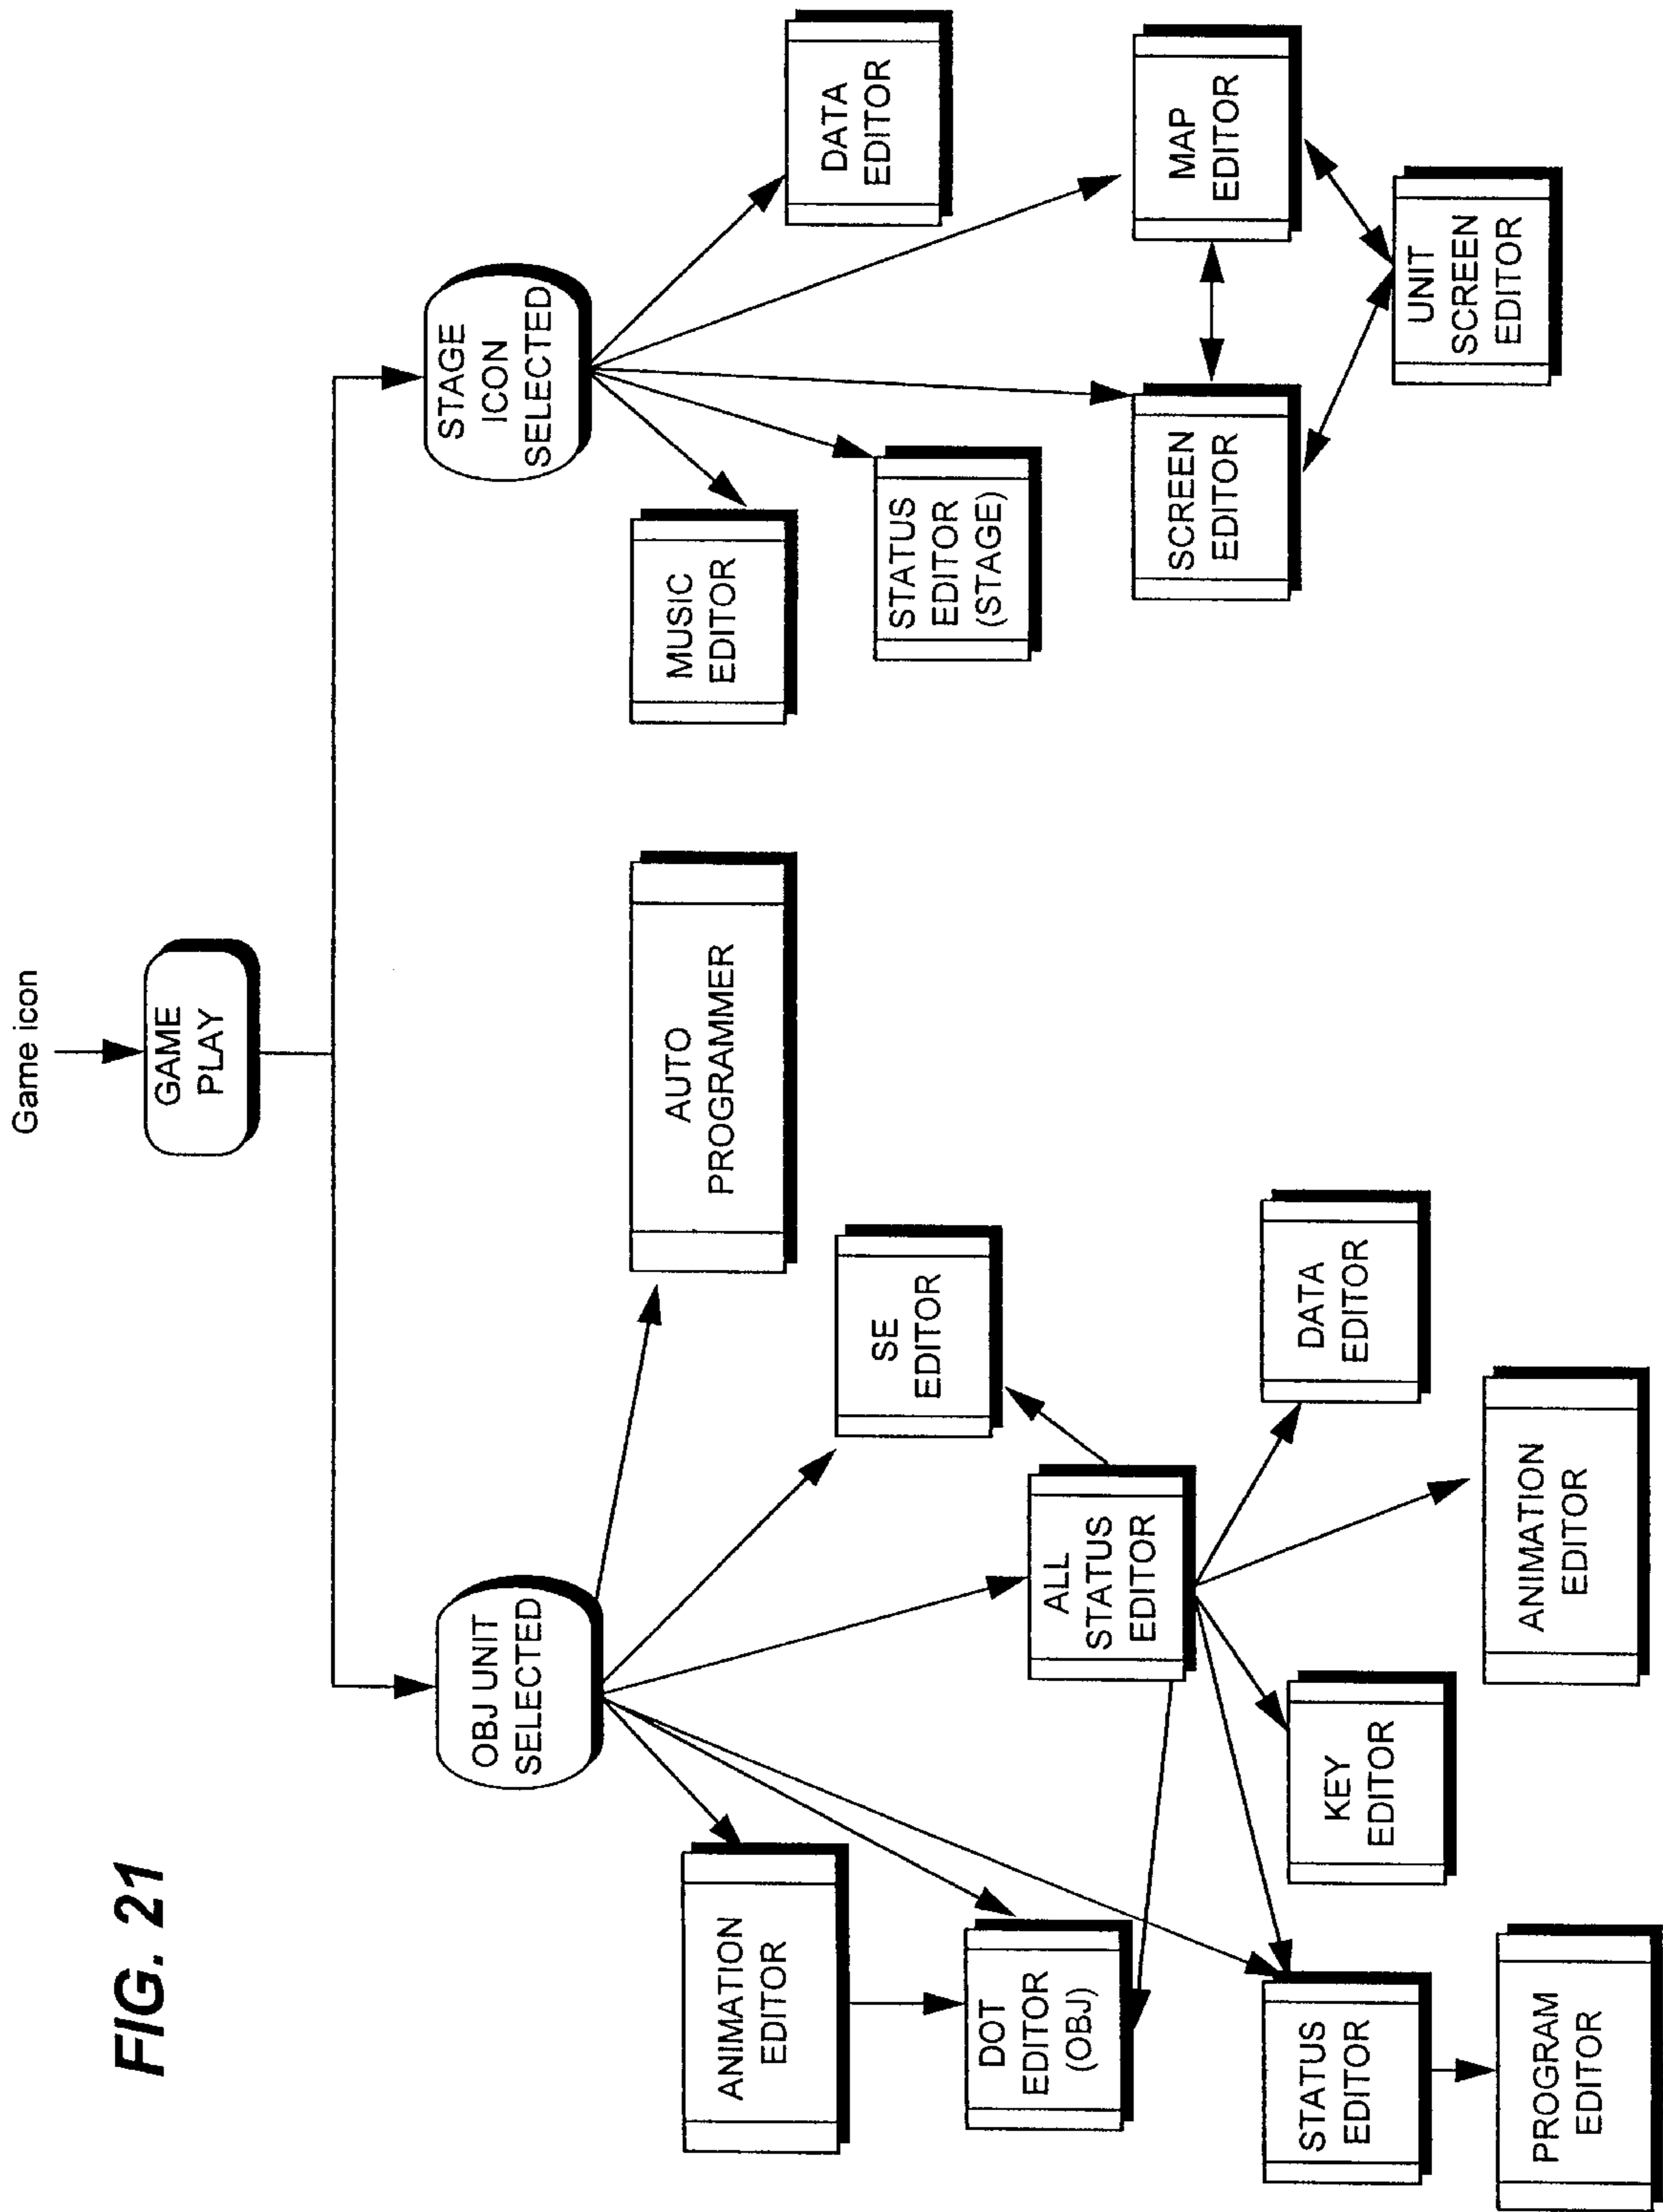 FIG. 21
Game icon
GAME
PLAY
OBJ UNIT
SELECTED
STAGE
ICON
SELECTED
ANIMATION
EDITOR
AUTO
PROGRAMMER
MUSIC
EDITOR
DATA
EDITOR
SE
EDITOR
STATUS
EDITOR
(STAGE)
DOT
EDITOR
(OBJ)
ALL
STATUS
EDITOR
SCREEN
EDITOR
MAP
EDITOR
STATUS
EDITOR
KEY
EDITOR
DATA
EDITOR
UNIT
SCREEN
EDITOR
PROGRAM
EDITOR
ANIMATION
EDITOR